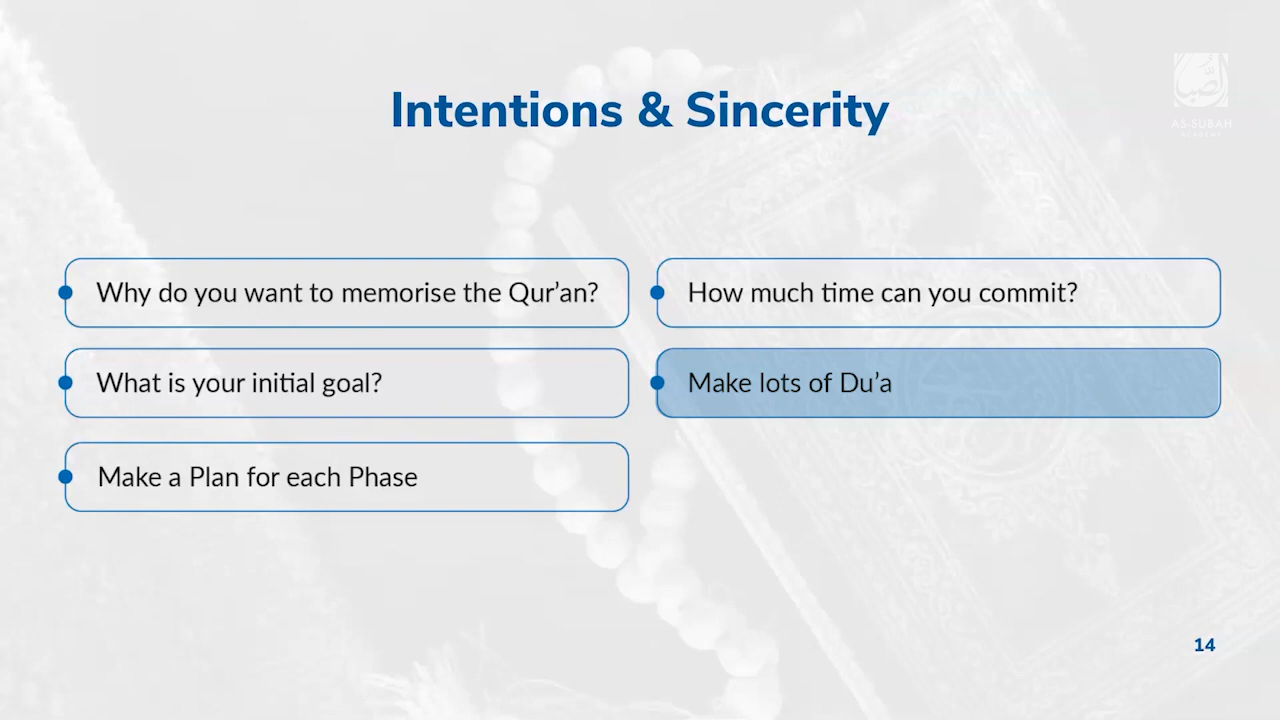 Intentions & Sincerity
AS-SUBAH
ACADEMY
Why do you want to memorise the Qur’an?
How much time can you commit?
What is your initial goal?
Make lots of Du’a
Make a Plan for each Phase
14